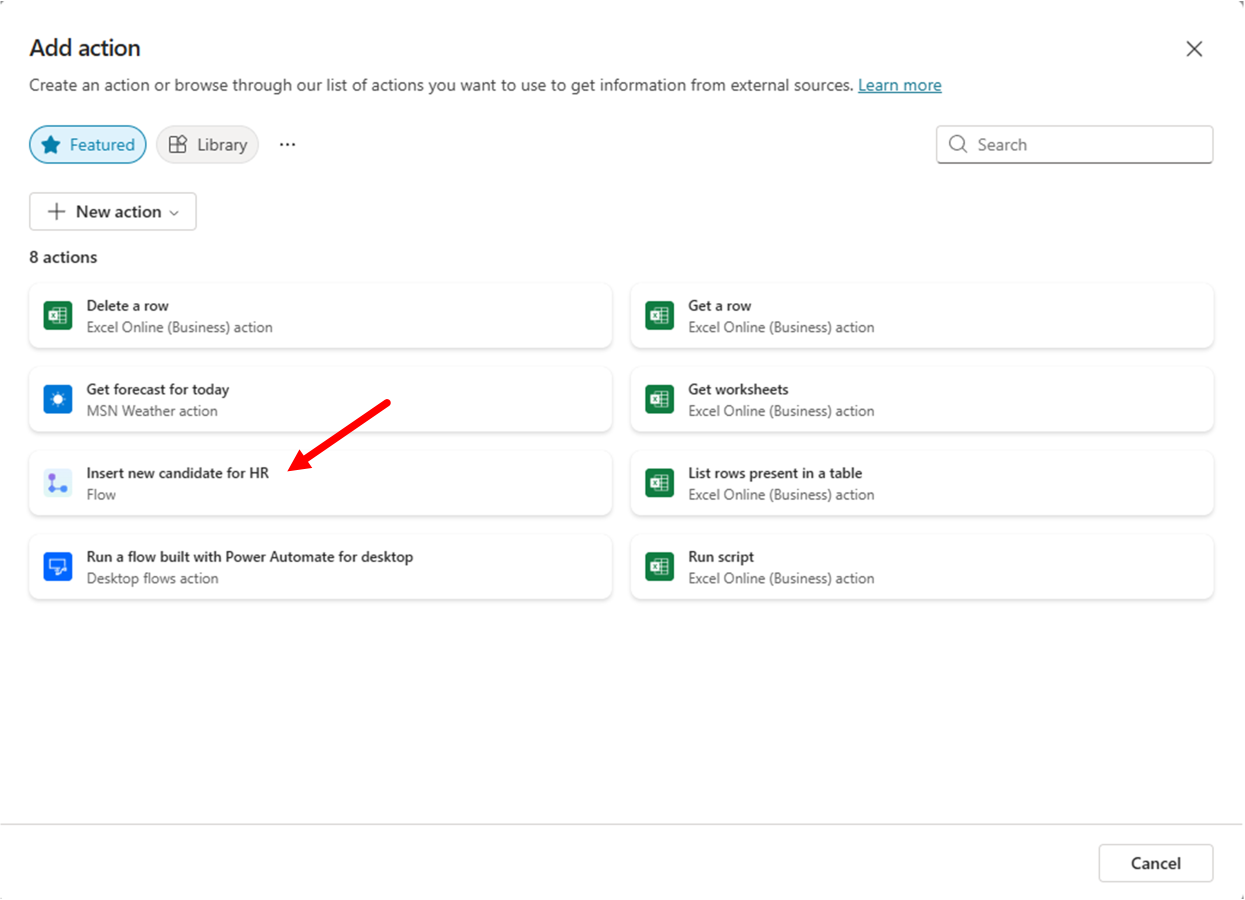 Add action
Create an action or browse through our list of actions you want to use to get information from external sources. Learn more
Featured
Library
Search
New action
8 actions
Delete a row
Excel Online (Business) action
Get a row
Excel Online (Business) action
Get forecast for today
MSN Weather action
Get worksheets
Excel Online (Business) action
Insert new candidate for HR
Flow
List rows present in a table
Excel Online (Business) action
Run a flow built with Power Automate for desktop
Desktop flows action
Run script
Excel Online (Business) action
Cancel